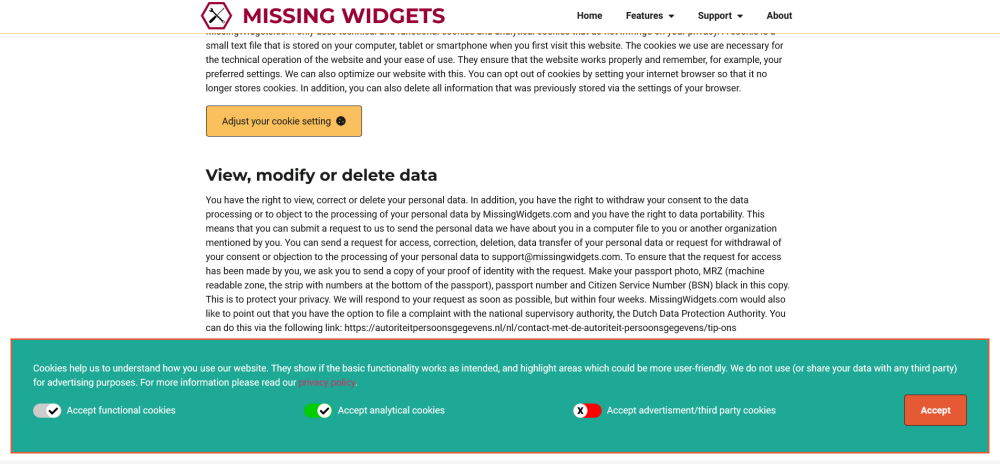 MISSING WIDGETS
Home
Features
Support
About
MissingWidgets.com only uses technical and functional cookies and analytical cookies that do not infringe on your privacy. A cookie is a
small text file that is stored on your computer, tablet or smartphone when you first visit this website. The cookies we use are necessary for
the technical operation of the website and your ease of use. They ensure that the website works properly and remember, for example, your
preferred settings. We can also optimize our website with this. You can opt out of cookies by setting your internet browser so that it no
longer stores cookies. In addition, you can also delete all information that was previously stored via the settings of your browser.
Adjust your cookie setting
View, modify or delete data
You have the right to view, correct or delete your personal data. In addition, you have the right to withdraw your consent to the data
processing or to object to the processing of your personal data by MissingWidgets.com and you have the right to data portability. This
means that you can submit a request to us to send the personal data we have about you in a computer file to you or another organization
mentioned by you. You can send a request for access, correction, deletion, data transfer of your personal data or request for withdrawal of
your consent or objection to the processing of your personal data to support@missingwidgets.com. To ensure that the request for access
has been made by you, we ask you to send a copy of your proof of identity with the request. Make your passport photo, MRZ (machine
readable zone, the strip with numbers at the bottom of the passport), passport number and Citizen Service Number (BSN) black in this copy.
This is to protect your privacy. We will respond to your request as soon as possible, but within four weeks. MissingWidgets.com would also
like to point out that you have the option to file a complaint with the national supervisory authority, the Dutch Data Protection Authority. You
can do this via the following link: https://autoriteitpersoonsgegevens.nl/nl/contact-met-de-autoriteit-persoonsgegevens/tip-ons
Cookies help us to understand how you use our website. They show if the basic functionality works as intended, and highlight areas which could be more user-friendly. We do not use (or share your data with any third party)
for advertising purposes. For more information please read our privacy policy.
Accept functional cookies
Accept analytical cookies
X Accept advertisment/third party cookies
Accept